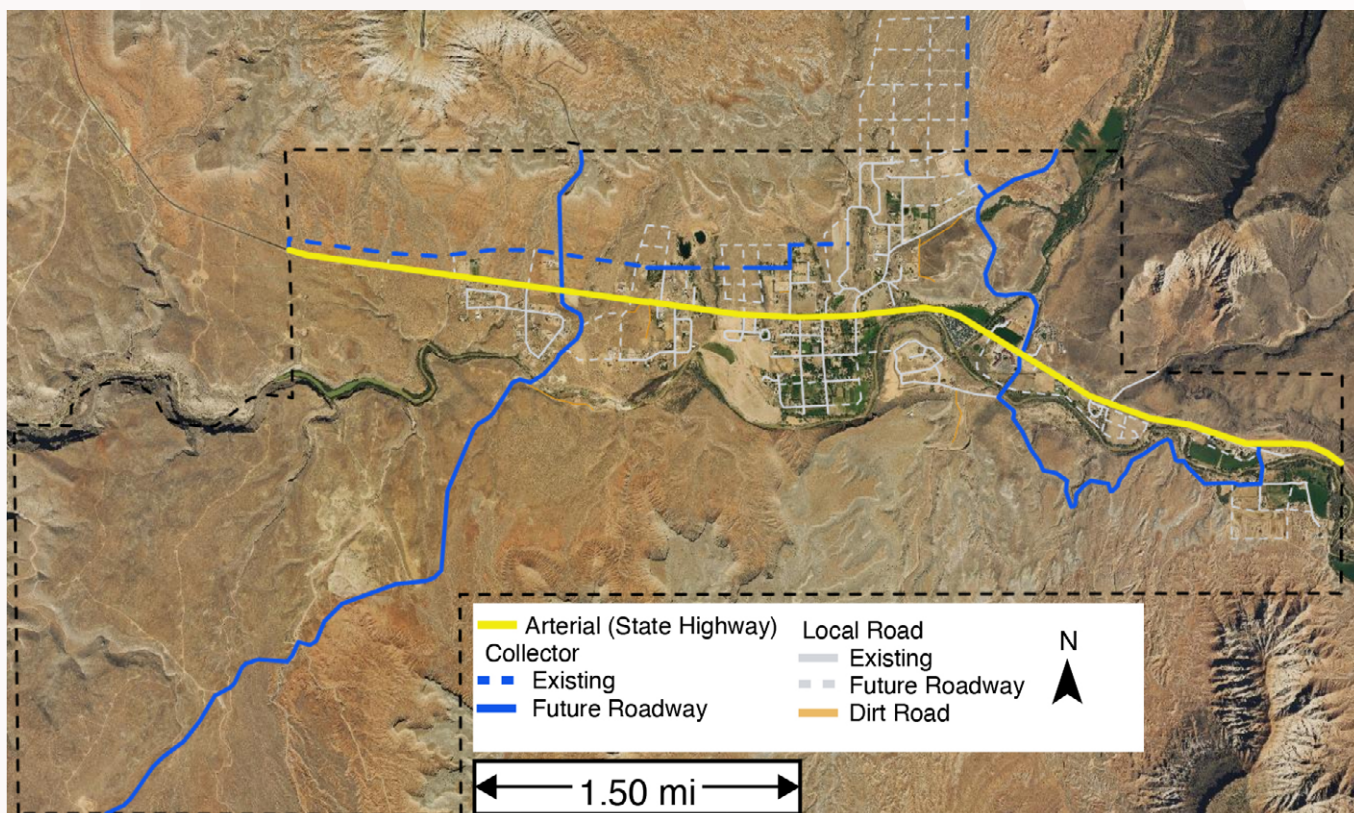 Arterial (State Highway)
Collector
Existing
Future Roadway
Local Road
Existing
Future Roadway
Dirt Road
N
1.50 mi